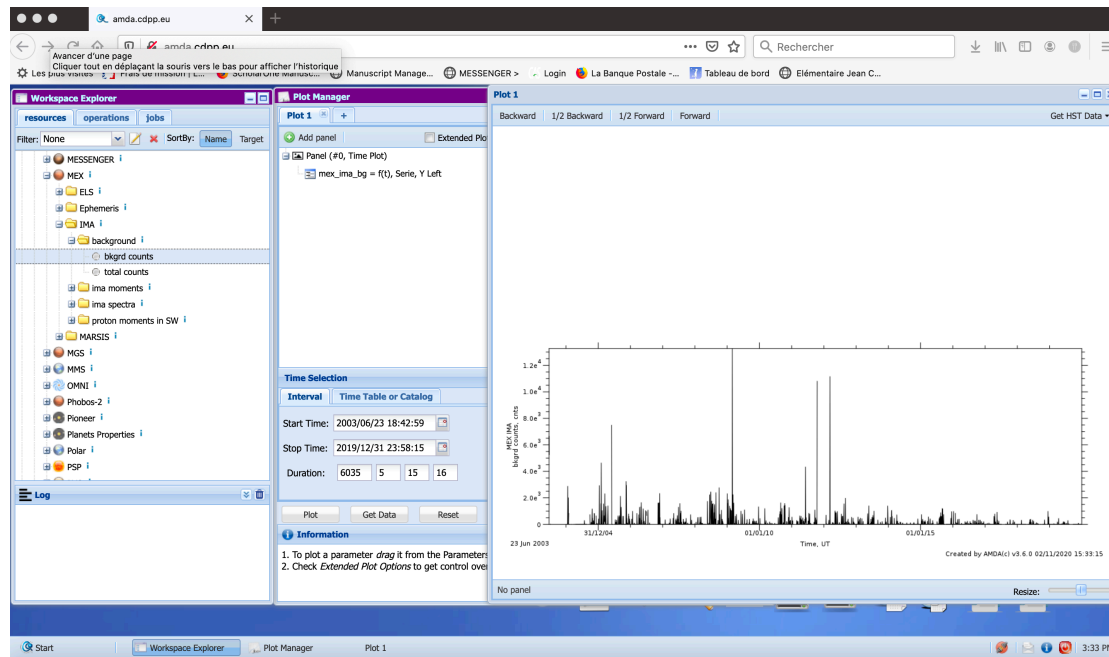 amda.cdpp.eu
amda.cdpp.eu
Rechercher
Avancer d'une page
Cliquer tout en déplaçant la souris vers le bas pour afficher l'historique
Les plus visités
Frais de mission | L...
ScholarOne Manusc...
Manuscript Manage...
MESSENGER >
Login
La Banque Postale -...
Tableau de bord
Elémentaire Jean C...
Workspace Explorer
resources operations jobs
Filter: None SortBy: Name Target
MESSENGER
MEX
ELS
Ephemeris
IMA
background
bkgrd counts
total counts
ima moments
ima spectra
proton moments in SW
MARSIS
MGS
MMS
OMNI
Phobos-2
Pioneer
Planets Properties
Polar
PSP
Log
Plot Manager
Plot 1 +
Add panel Extended Plo
Panel (#0, Time Plot)
mex_ima_bg = f(t), Serie, Y Left
Time Selection
Interval Time Table or Catalog
Start Time: 2003/06/23 18:42:59
Stop Time: 2019/12/31 23:58:15
Duration: 6035 5 15 16
Plot Get Data Reset
Information
1. To plot a parameter drag it from the Parameters
2. Check Extended Plot Options to get control over
Plot 1
Backward 1/2 Backward 1/2 Forward Forward Get HST Data
1.2e4
1.0e4
8.0e3
6.0e3
4.0e3
2.0e3
0
MEX IMA
bkgrd counts, cnts
31/12/04 01/01/10 01/01/15
23 Jun 2003 Time, UT
Created by AMDA(c) v3.6.0 02/11/2020 15:33:15
No panel Resize:
Start Workspace Explorer Plot Manager Plot 1 3:33 PM